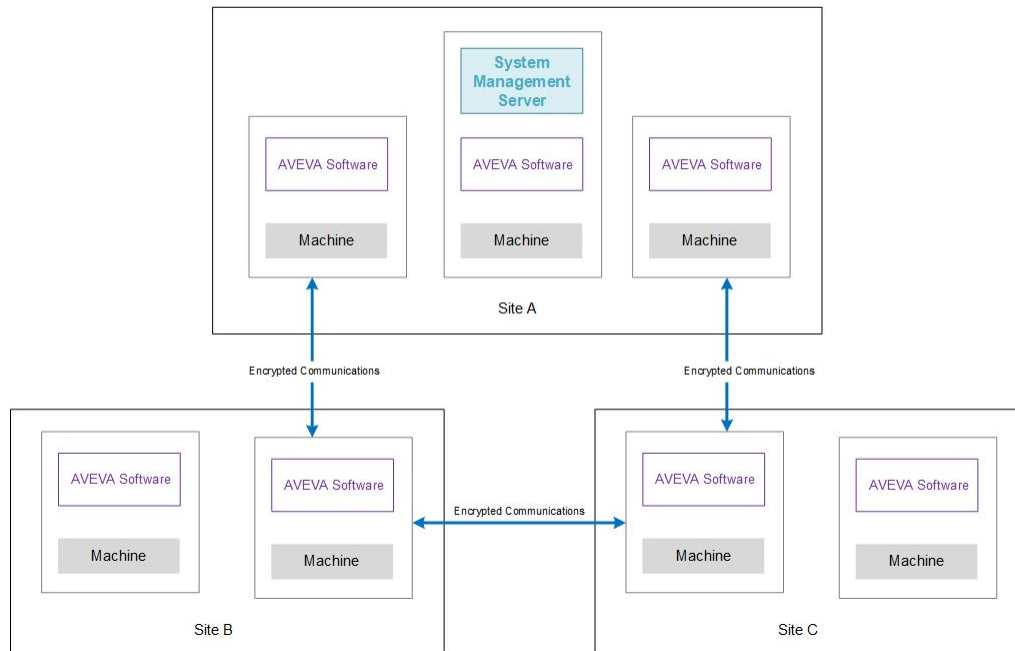 System
Management
Server
AVEVA Software
AVEVA Software
AVEVA Software
Machine
Machine
Machine
Site A
Encrypted Communications
Encrypted Communications
AVEVA Software
AVEVA Software
Machine
Machine
Site B
Encrypted Communications
AVEVA Software
AVEVA Software
Machine
Machine
Site C